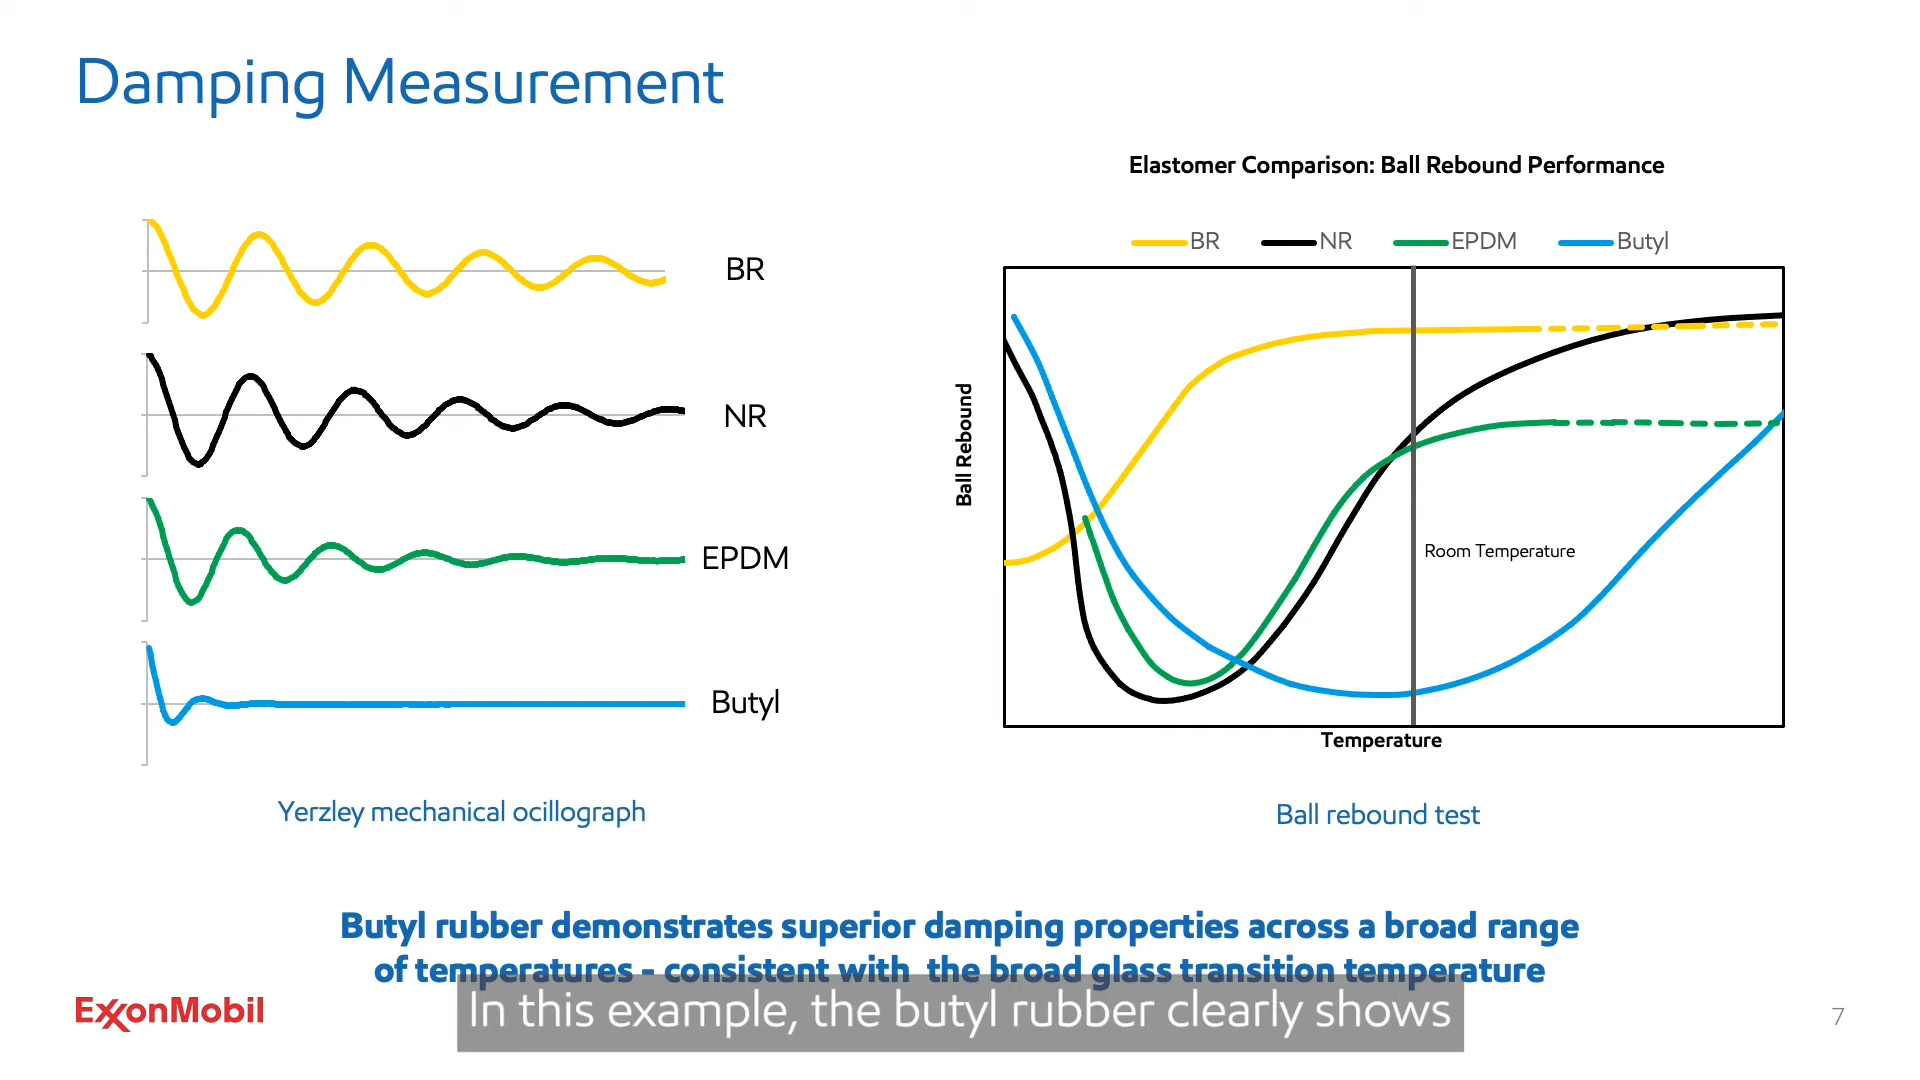 Damping Measurement
BR
NR
EPDM
Butyl
Yerzley mechanical ocillograph
Elastomer Comparison: Ball Rebound Performance
BR NR EPDM Butyl
Ball Rebound
Room Temperature
Temperature
Ball rebound test
Butyl rubber demonstrates superior damping properties across a broad range
of temperatures - consistent with the broad glass transition temperature
In this example, the butyl rubber clearly shows
ExxonMobil
7